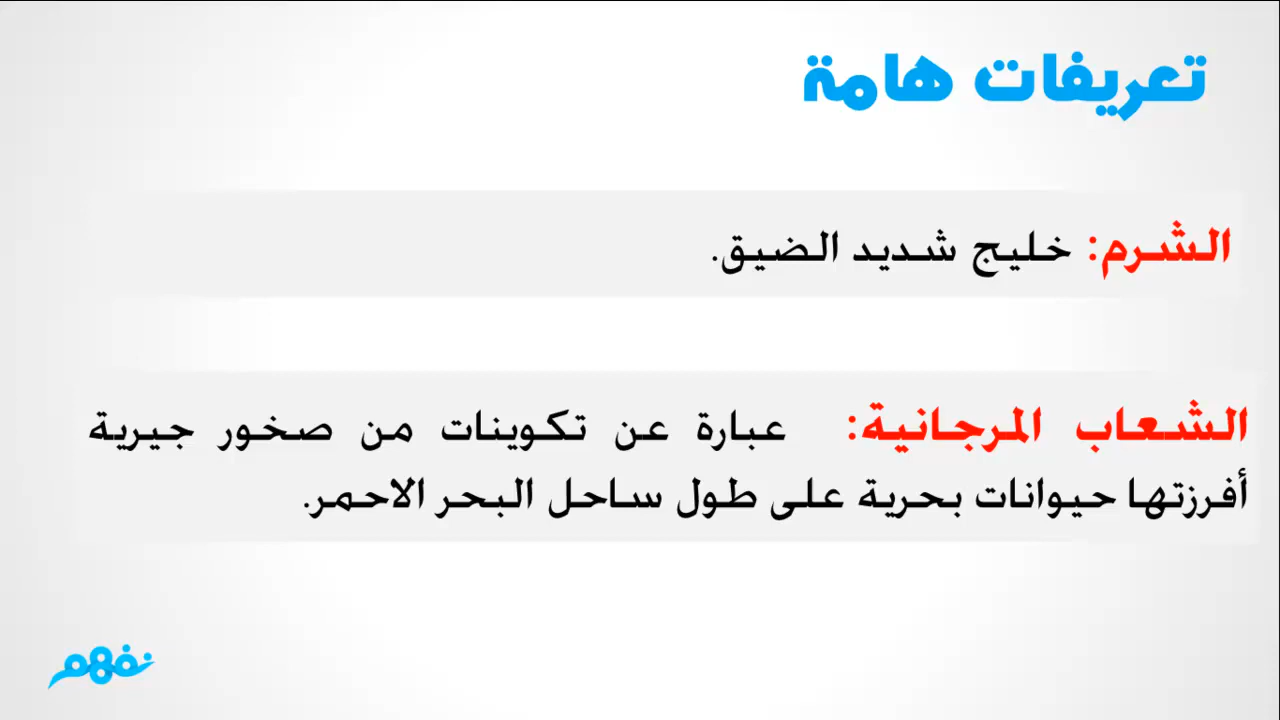 تعريفات هامة
الشرم: خليج شديد الضيق.
الشعاب المرجانية: عبارة عن تكوينات من صخور جيرية
أفرزتها حيوانات بحرية على طول ساحل البحر الاحمر.
نفهم